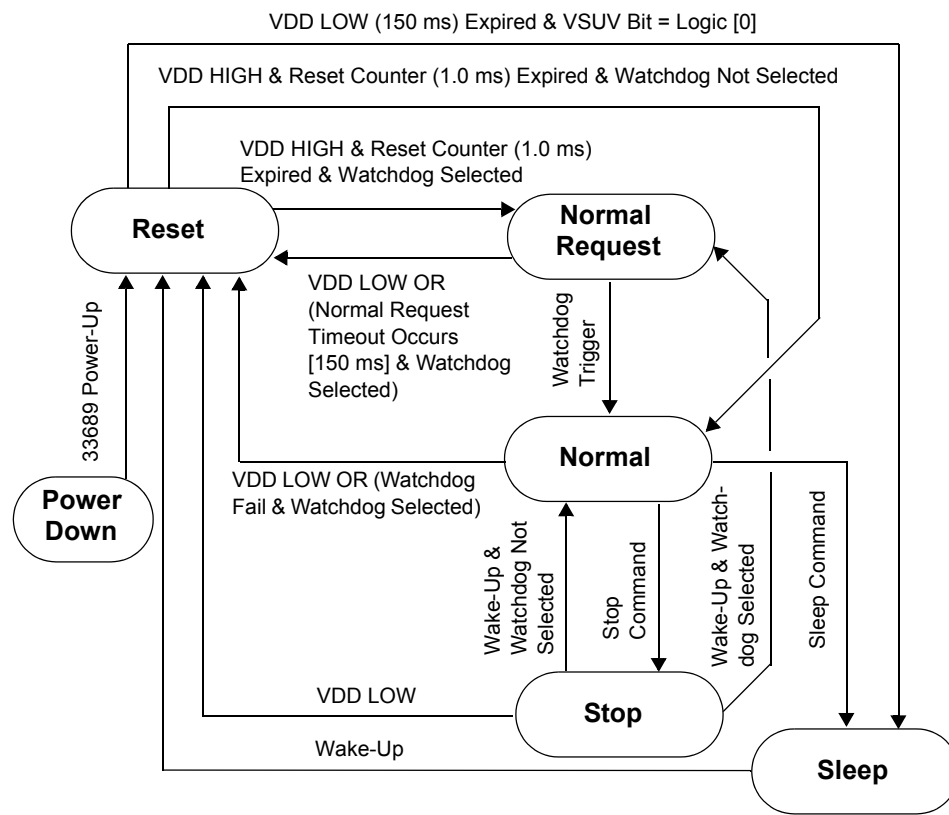 VDD LOW (150 ms) Expired & VSUV Bit = Logic [0]
VDD HIGH & Reset Counter (1.0 ms) Expired & Watchdog Not Selected
VDD HIGH & Reset Counter (1.0 ms)
Expired & Watchdog Selected
Reset
Normal
Request
VDD LOW OR
(Normal Request
Timeout Occurs
[150 ms] & Watchdog
Selected)
Watchdog
Trigger
33689 Power-Up
Normal
VDD LOW OR (Watchdog
Fail & Watchdog Selected)
Power
Down
Wake-Up &
Watchdog Not
Selected
Stop
Command
Wake-Up & Watch-
dog Selected
Sleep Command
VDD LOW
Stop
Wake-Up
Sleep